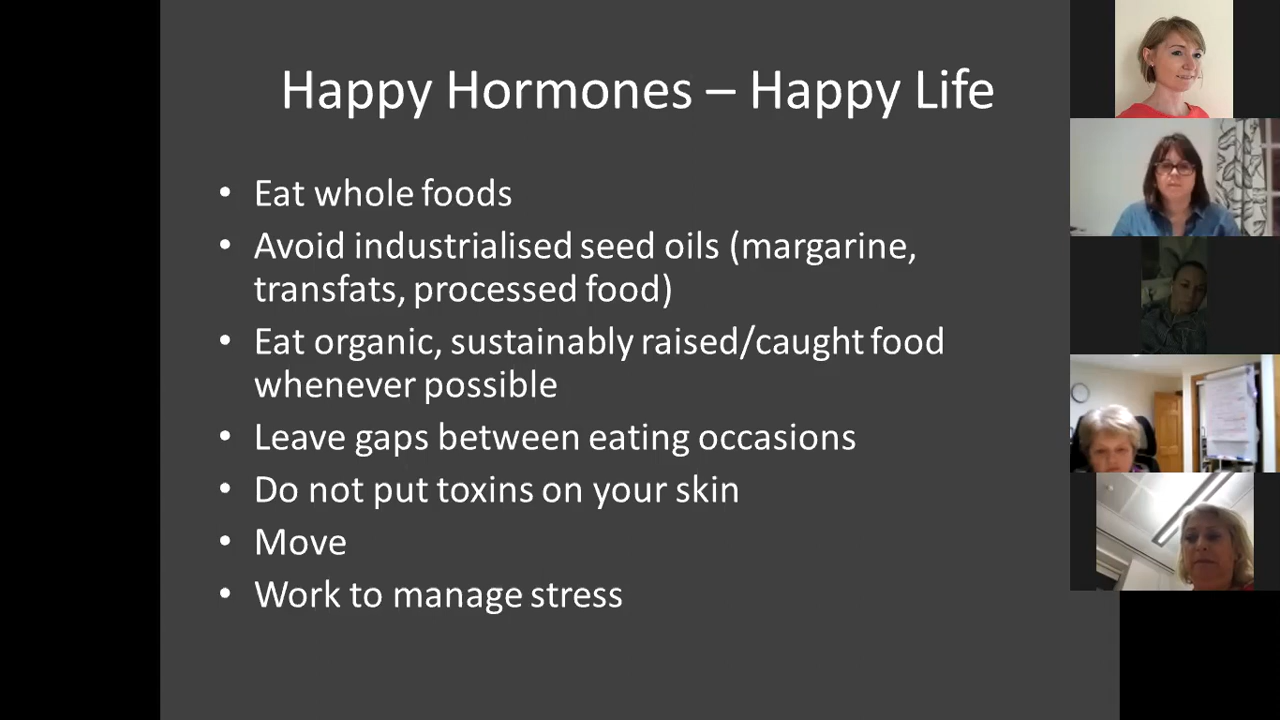 Happy Hormones – Happy Life
• Eat whole foods
• Avoid industrialised seed oils (margarine,
transfats, processed food)
• Eat organic, sustainably raised/caught food
whenever possible
• Leave gaps between eating occasions
• Do not put toxins on your skin
• Move
• Work to manage stress